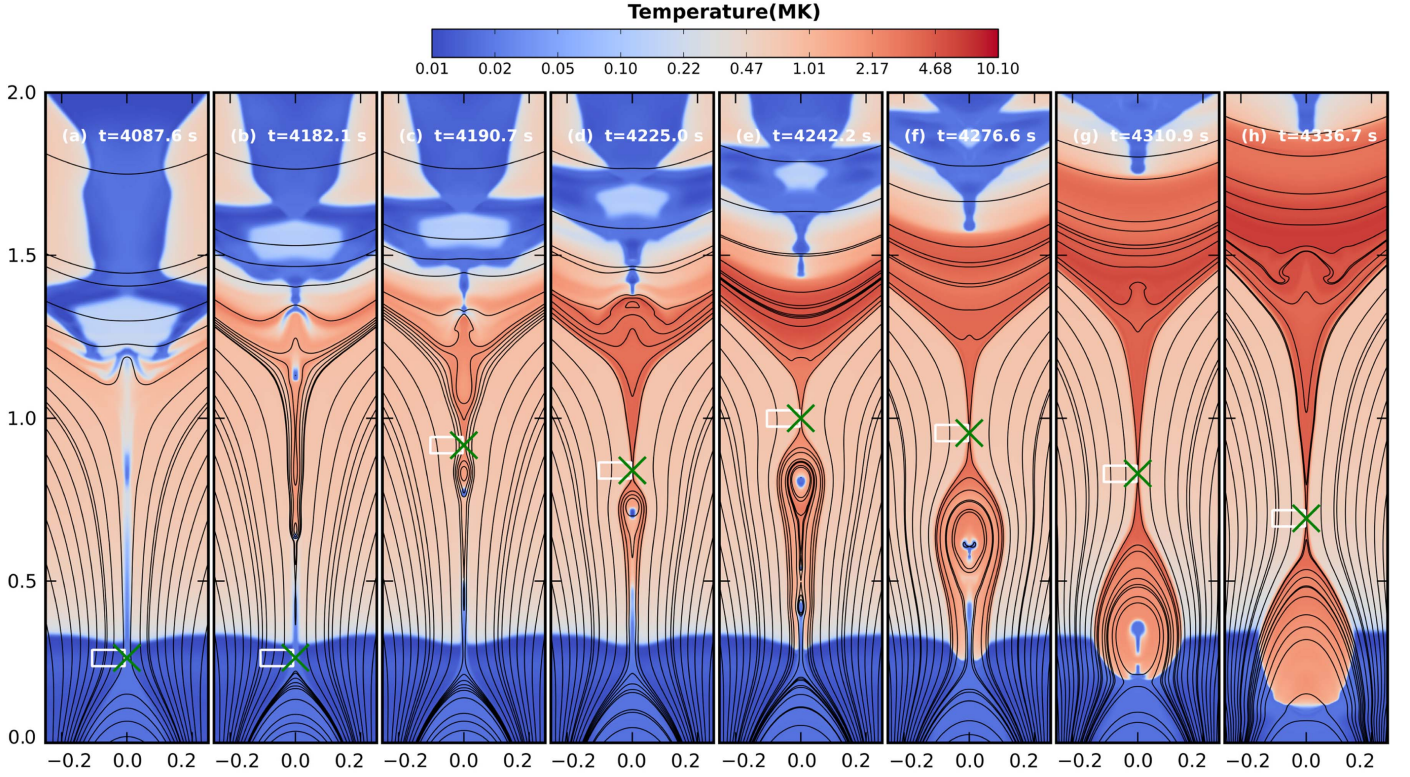 Temperature(MK)
0.01 0.02 0.05 0.10 0.22 0.47 1.01 2.17 4.68 10.10
(a) t=4087.6 s (b) t=4182.1 s (c) t=4190.7 s (d) t=4225.0 s (e) t=4242.2 s (f) t=4276.6 s (g) t=4310.9 s (h) t=4336.7 s
2.0
1.5
1.0
0.5
0.0
−0.2 0.0 0.2 −0.2 0.0 0.2 −0.2 0.0 0.2 −0.2 0.0 0.2 −0.2 0.0 0.2 −0.2 0.0 0.2 −0.2 0.0 0.2 −0.2 0.0 0.2